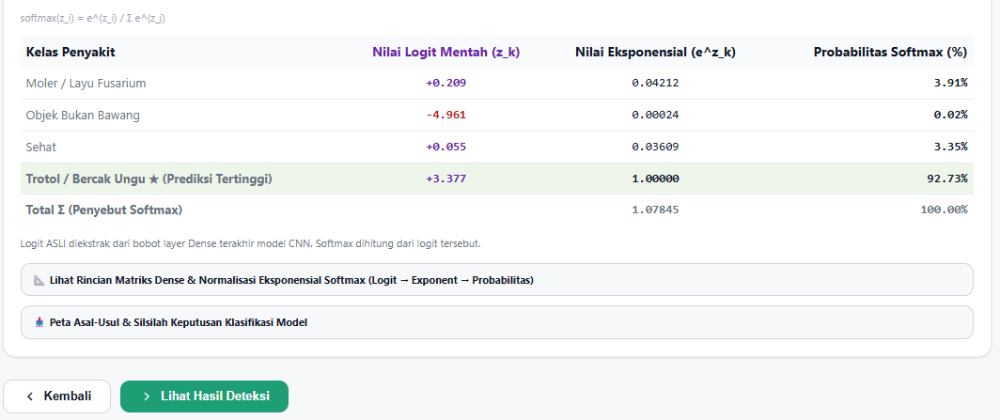 softmax(z_i) = e^(z_i) / Σ e^(z_j)
Kelas Penyakit Nilai Logit Mentah (z_k) Nilai Eksponensial (e^z_k) Probabilitas Softmax (%)
Moler / Layu Fusarium +0.209 0.04212 3.91%
Objek Bukan Bawang -4.961 0.00024 0.02%
Sehat +0.055 0.03609 3.35%
Trotol / Bercak Ungu ★ (Prediksi Tertinggi) +3.377 1.00000 92.73%
Total Σ (Penyebut Softmax) 1.07845 100.00%
Logit ASLI diekstrak dari bobot layer Dense terakhir model CNN. Softmax dihitung dari logit tersebut.
Lihat Rincian Matriks Dense & Normalisasi Eksponensial Softmax (Logit → Exponent → Probabilitas)
Peta Asal-Usul & Silsilah Keputusan Klasifikasi Model
Kembali Lihat Hasil Deteksi